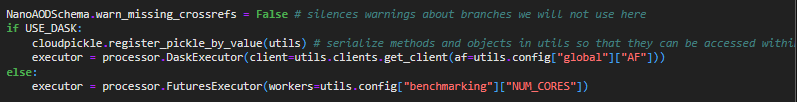 NanoAODSchema.warn_missing_crossrefs = False # silences warnings about branches we will not use here
if USE_DASK:
    cloudpickle.register_pickle_by_value(utils) # serialize methods and objects in utils so that they can be accessed withi
    executor = processor.DaskExecutor(client=utils.clients.get_client(af=utils.config["global"]["AF"]))
else:
    executor = processor.FuturesExecutor(workers=utils.config["benchmarking"]["NUM_CORES"])